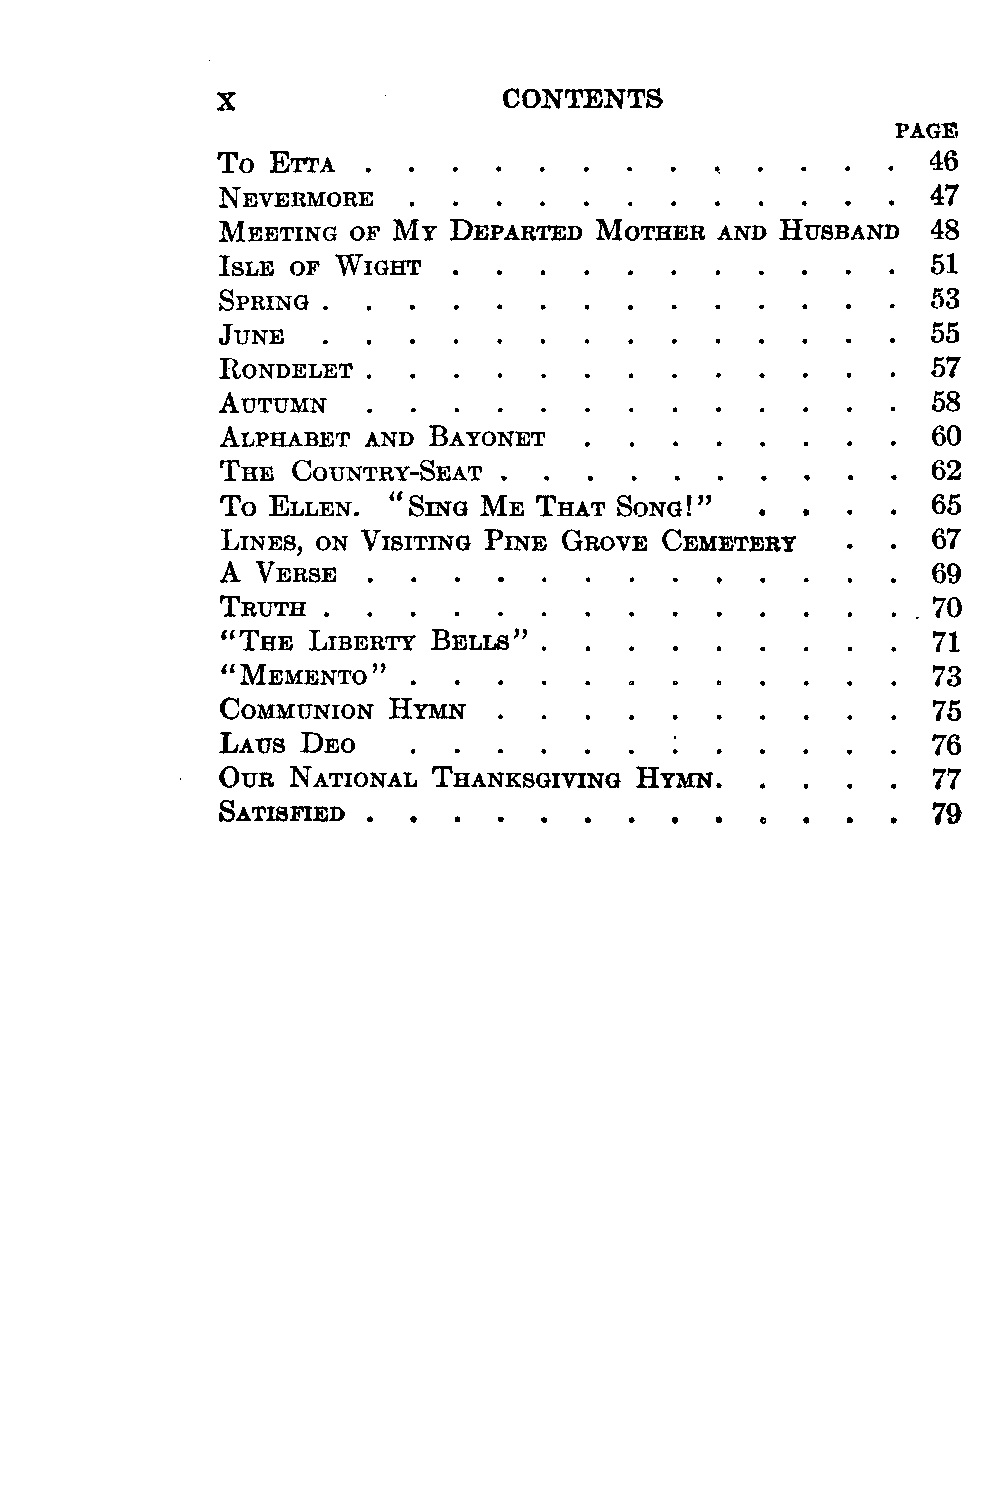 X CONTENTS
PAGE
To Etta . . . . . . . . . . . . . 46
Nevermore . . . . . . . . . . . . 47
Meeting of My Departed Mother and Husband 48
Isle of Wight . . . . . . . . . . . 51
Spring . . . . . . . . . . . . . . 53
June . . . . . . . . . . . . . . 55
Rondelet . . . . . . . . . . . . . 57
Autumn . . . . . . . . . . . . . 58
Alphabet and Bayonet . . . . . . . . 60
The Country-Seat . . . . . . . . . . 62
To Ellen. "Sing Me That Song!" . . . . 65
Lines, on Visiting Pine Grove Cemetery . . 67
A Verse . . . . . . . . . . . . . 69
Truth . . . . . . . . . . . . . . 70
"The Liberty Bells" . . . . . . . . . 71
"Memento" . . . . . . . . . . . . 73
Communion Hymn . . . . . . . . . . 75
Laus Deo . . . . . . . . . . . . 76
Our National Thanksgiving Hymn. . . . . 77
Satisfied . . . . . . . . . . . . . 79